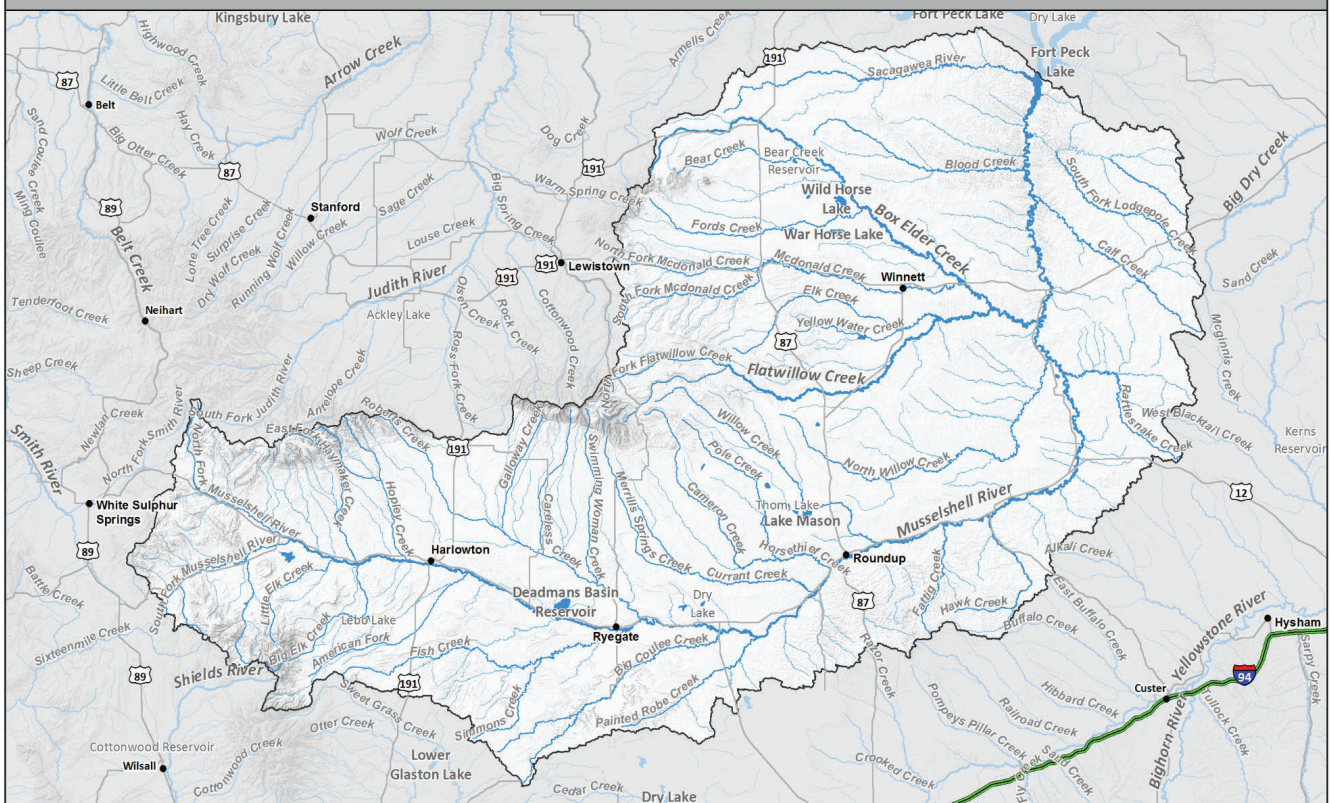 Kingsbury Lake
Fort Peck Lake
Dry Lake
Highwood Creek
Armells Creek
Arrow Creek
191
Fort Peck
Lake
Sacagawea River
87
Little Belt Creek
Belt
Hay Creek
Sand Coulee Creek
Big Otter Creek
Wolf Creek
Dog Creek
Bear Creek
Bear Creek
Reservoir
Blood Creek
South Fork Lodgepole Creek
Big Dry Creek
87
191
Ming Coulee
Sage Creek
Big Spring Creek
Warm Spring Creek
Wild Horse
Lake
89
Stanford
Belt Creek
Lone Tree Creek
Surprise Creek
Dry Wolf Creek
Running Wolf Creek
Willow Creek
Louse Creek
Fords Creek
War Horse Lake
Box Elder Creek
Calf Creek
Sand Creek
North Fork Mcdonald Creek
Mcdonald Creek
191
Lewistown
191
Judith River
Winnett
South Fork Mcdonald Creek
Elk Creek
Tenderfoot Creek
Neihart
Ackley Lake
Olsen Creek
Rock Creek
Cottonwood Creek
Yellow Water Creek
87
Mcginnis Creek
Sheep Creek
Judith River
Antelope Creek
Ross Fork Creek
North Fork Flatwillow Creek
Flatwillow Creek
Newlan Creek
North Fork Smith River
South Fork
East Fork
Roberts Creek
Rattlesnake Creek
West Blacktail Creek
Smith River
North Fork
Haymaker Creek
191
Galloway Creek
Willow Creek
Pole Creek
North Willow Creek
Kerns
Reservoir
Musselshell River
Hopley Creek
Careless Creek
Swimming Woman Creek
Merrills Springs Creek
Cameron Creek
Thom Lake
Lake Mason
Musselshell River
12
White Sulphur
Springs
89
South Fork Musselshell River
Harlowton
Horsethief Creek
Roundup
Alkali Creek
Battle Creek
Little Elk Creek
Currant Creek
Deadmans Basin
Reservoir
Dry
Lake
87
Fattig Creek
Hawk Creek
East Buffalo Creek
Buffalo Creek
Yellowstone River
Hysham
Sixteenmile Creek
Lebo Lake
Ryegate
Big Elk Creek
American Fork
Fish Creek
Big Coulee Creek
Razor Creek
Sarpy Creek
89
Shields River
191
94
Sweet Grass Creek
Simmons Creek
Painted Robe Creek
Pompeys Pillar Creek
Hibbard Creek
Custer
Railroad Creek
Bighorn River
Tullock Creek
Otter Creek
Cottonwood Reservoir
Wilsall
Cottonwood Creek
Lower
Glaston Lake
Crooked Creek
Fly Creek
Sand Creek
Cedar Creek
Dry Lake